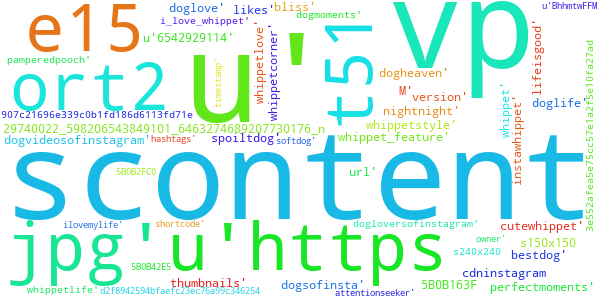 e15
doglove' likes' bliss'
u'6542929114' i_love_whippet'
dogmoments'
pamperedpooch'
ort2
u'
timestamp'
whippetlove'
whippetcorner'
t51
vp
u'BhhmtwFFM
lifeisgood'
dogheaven'
M' version'
nightnight'
whippet'
doglife'
instawhippet'
907c21696e339c0b1fd186d6113fd71e
29740022_598206543849101_6463274689207730176_n
whippetstyle'
dogvideosofinstagram' hashtags' spoiltdog' softdog'
whippet_feature'
5B0B2FC0
url'
3e552afea5e75cc57e1a2f5e10fa27ad
scontent
ilovemylife' shortcode'
dogloversofinstagram'
cutewhippet'
jpg'
u'https
owner' s150x150
s240x240 bestdog'
5B0B42E5
cdninstagram
thumbnails' dogsofinsta' 5B0B163F
perfectmoments'
whippetlife' d2f8942594bfaefc23ec76a99c346254
attentionseeker'